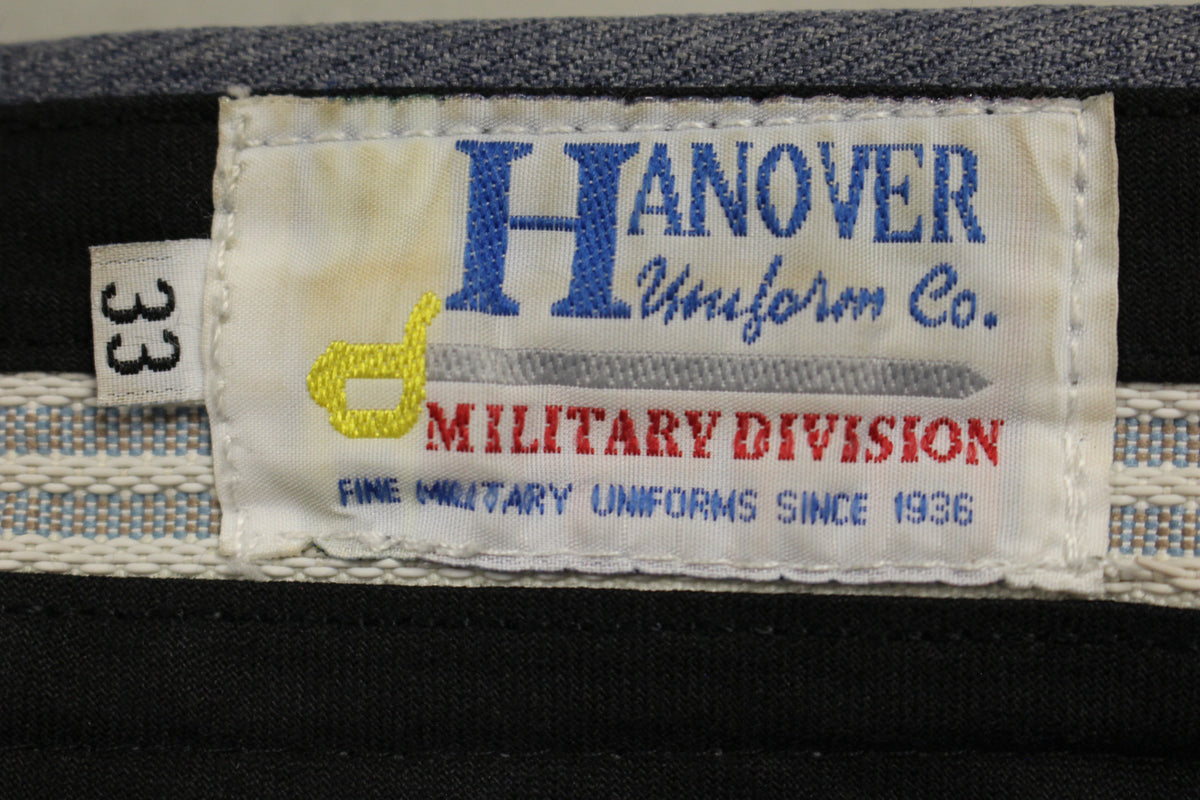 HANOVER
Uniform Co.
MILITARY DIVISION
FINE MILITARY UNIFORMS SINCE 1936
33